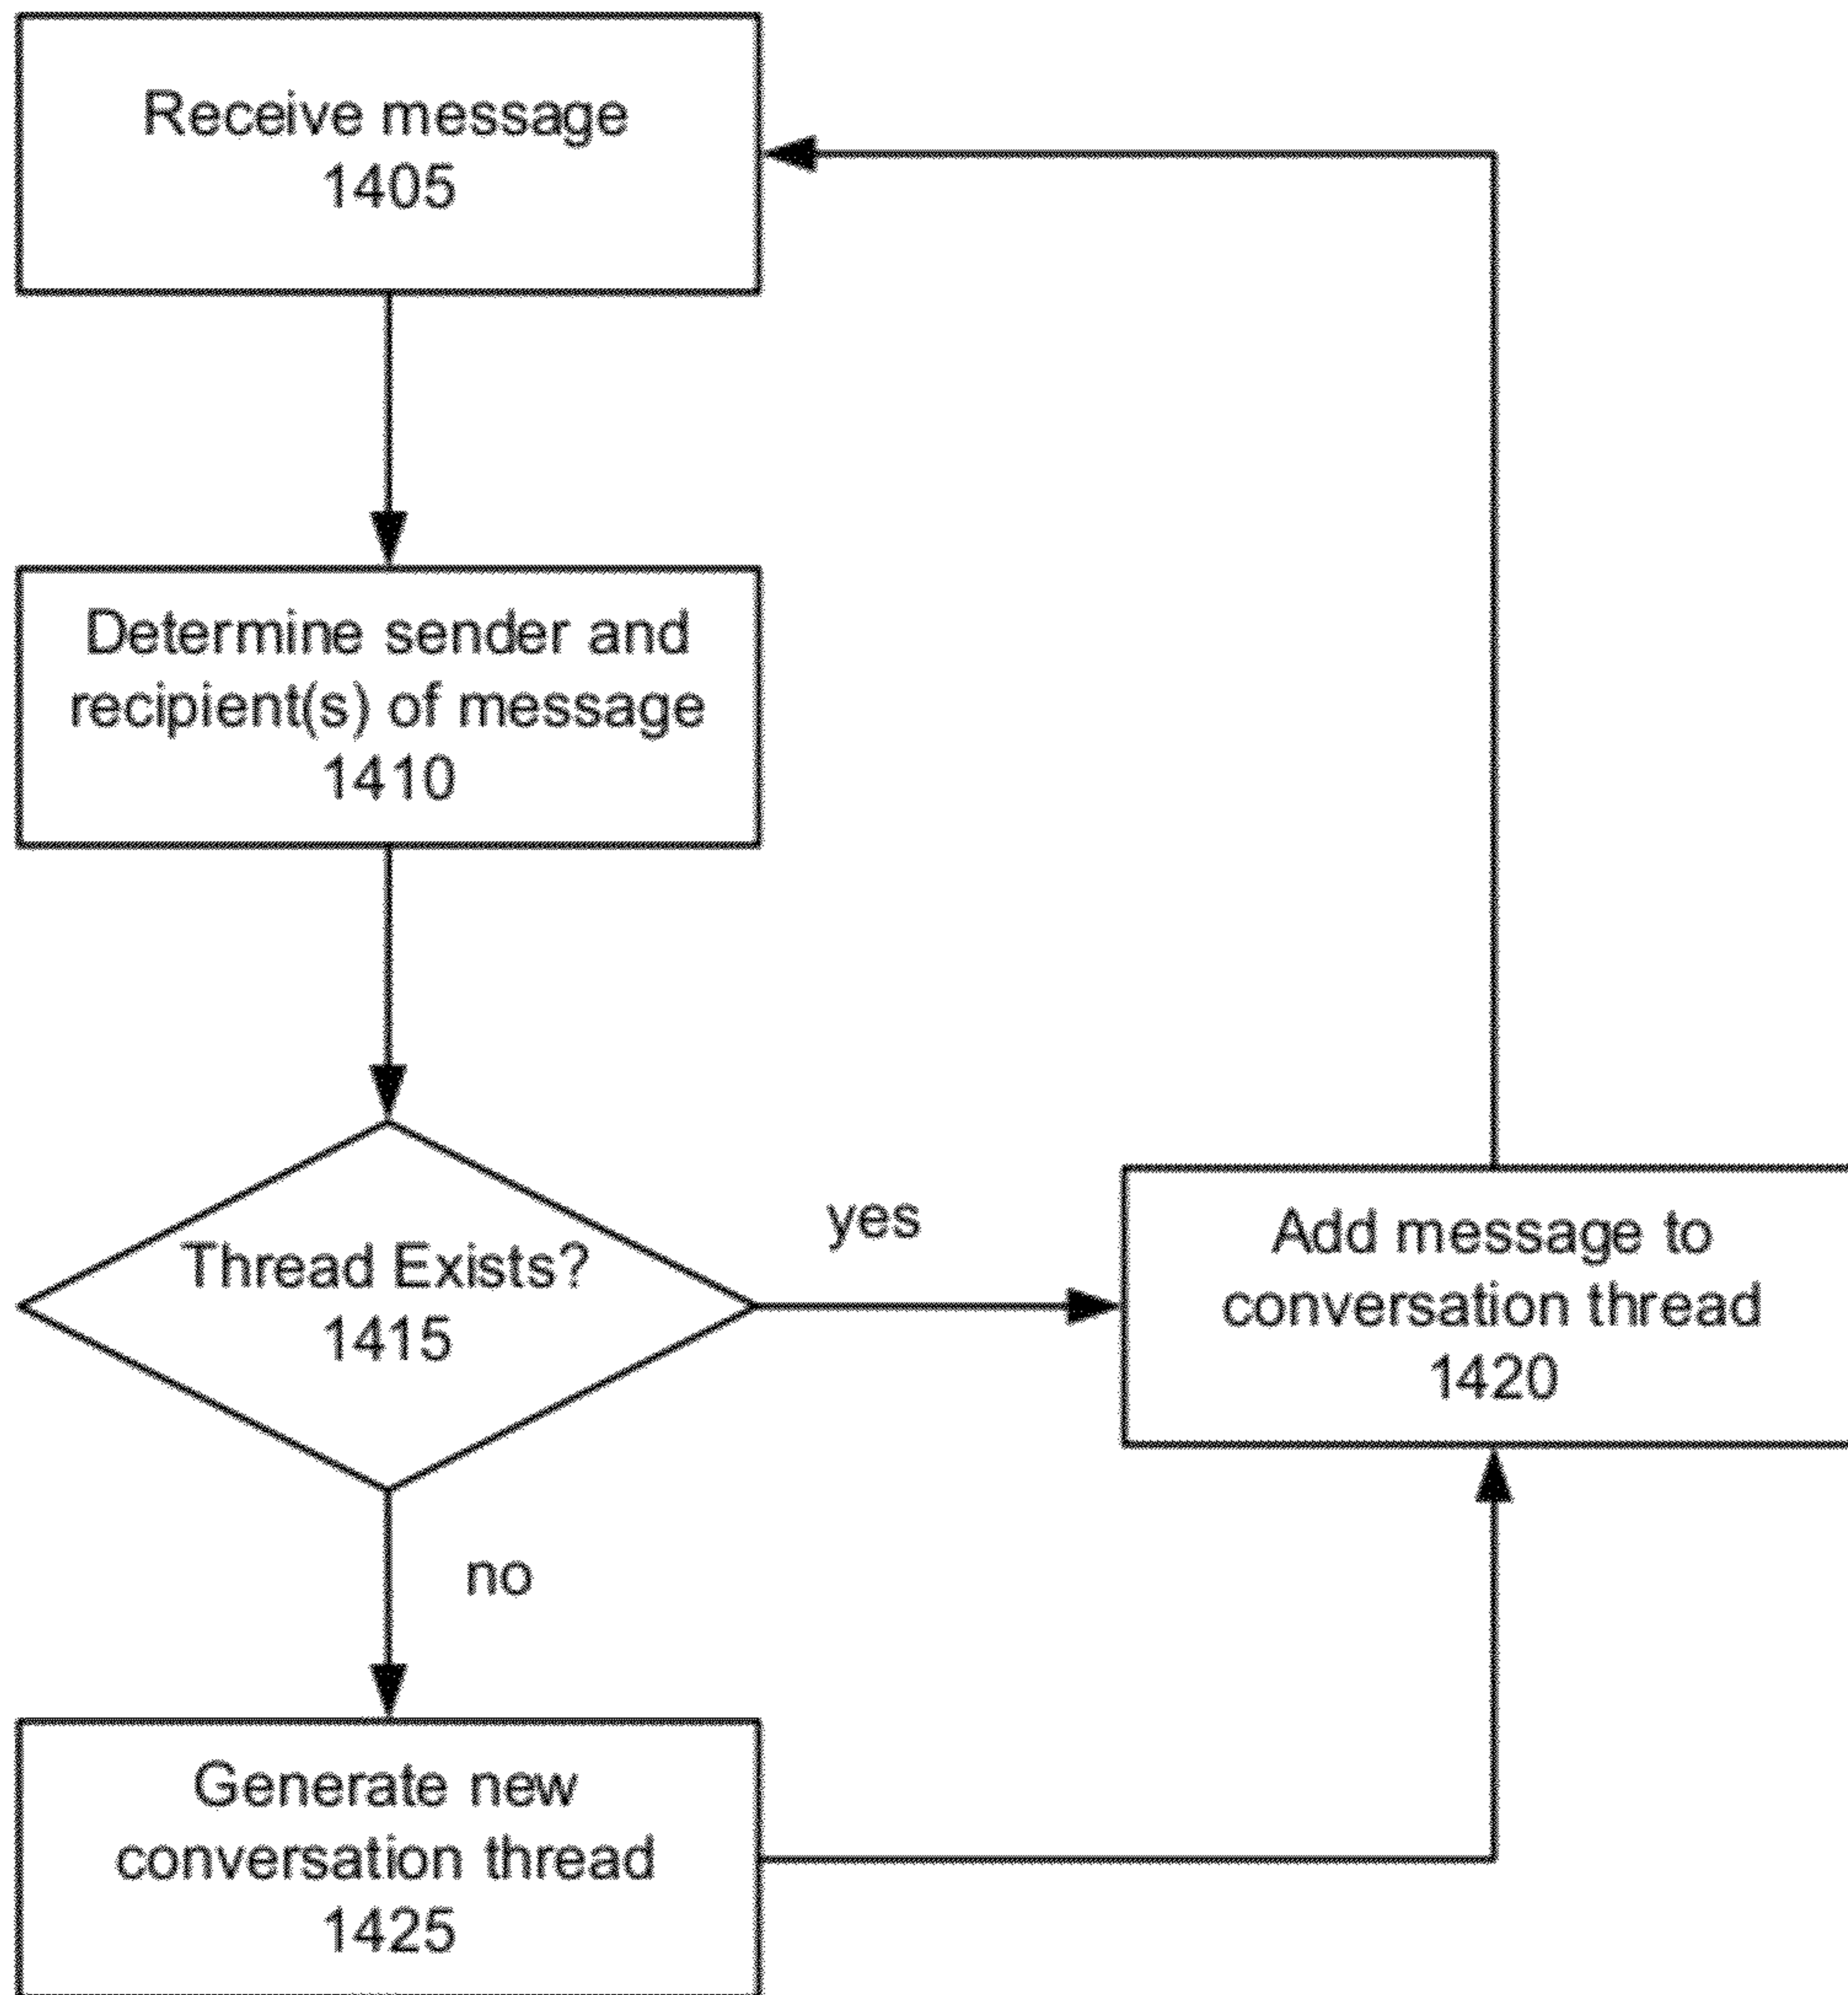 Receive message
1405
Determine sender and
recipient(s) of message
1410
Thread Exists?
1415
yes
Add message to
conversation thread
1420
no
Generate new
conversation thread
1425